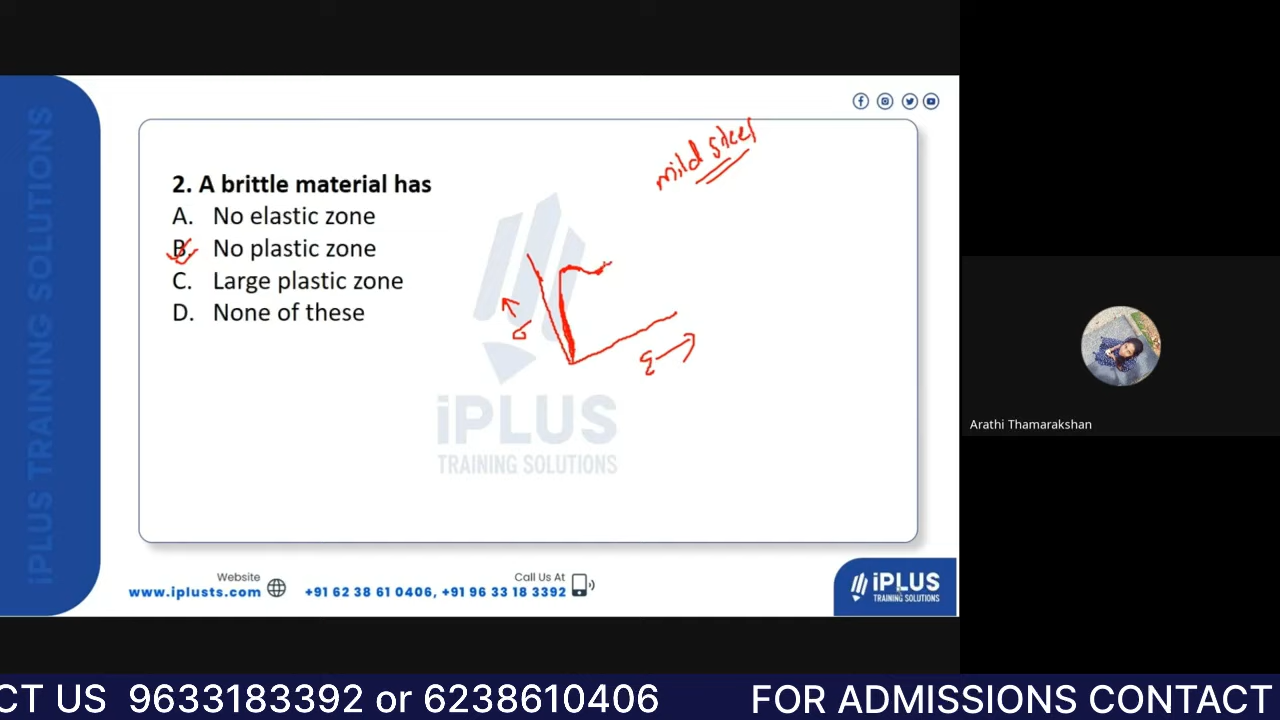 iPLUS TRAINING SOLUTIONS
mild steel
2. A brittle material has
A. No elastic zone
B. No plastic zone
C. Large plastic zone
D. None of these
σ
ε
iPLUS
TRAINING SOLUTIONS
Arathi Thamarakshan
Website
www.iplusts.com
Call Us At
+91 62 38 61 0406, +91 96 33 18 3392
iPLUS
TRAINING SOLUTIONS
CT US 9633183392 or 6238610406 FOR ADMISSIONS CONTACT